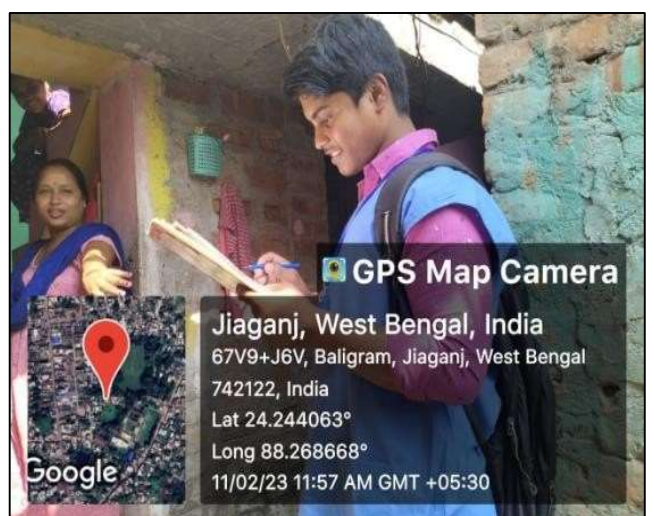 GPS Map Camera
Jiaganj, West Bengal, India
67V9+J6V, Baligram, Jiaganj, West Bengal
742122, India
Lat 24.244063°
Long 88.268668°
11/02/23 11:57 AM GMT +05:30
Google